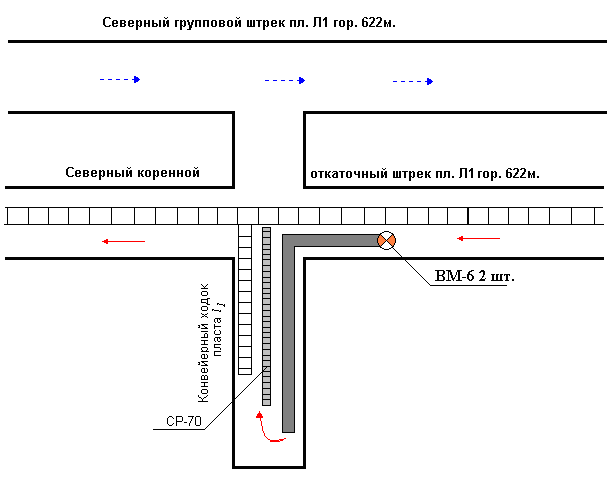 Северный групповой штрек пл. Л1 гор. 622м.
Северный коренной
откаточный штрек пл. Л1 гор. 622м.
ВМ-6 2 шт.
Конвейерный ходок
пласта l1
СР-70